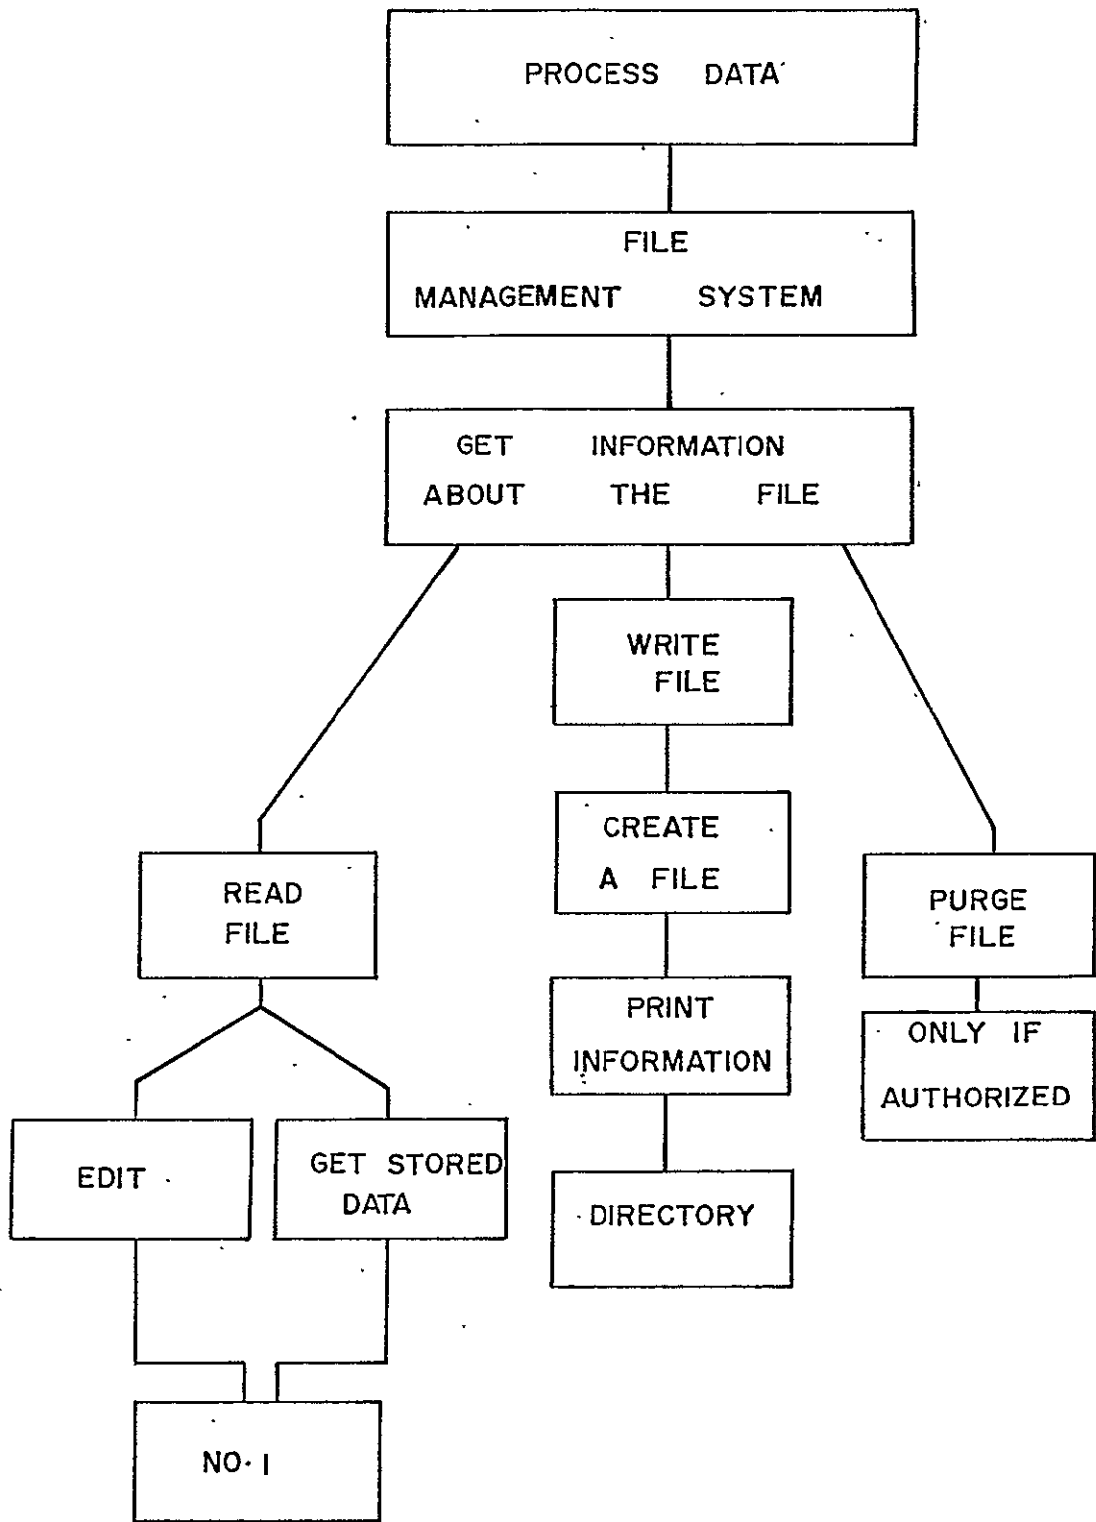 PROCESS DATA
FILE
MANAGEMENT SYSTEM
GET INFORMATION
ABOUT THE FILE
WRITE
FILE
CREATE
A FILE
READ
FILE
PURGE
FILE
PRINT
INFORMATION
ONLY IF
AUTHORIZED
EDIT
GET STORED
DATA
DIRECTORY
NO. 1